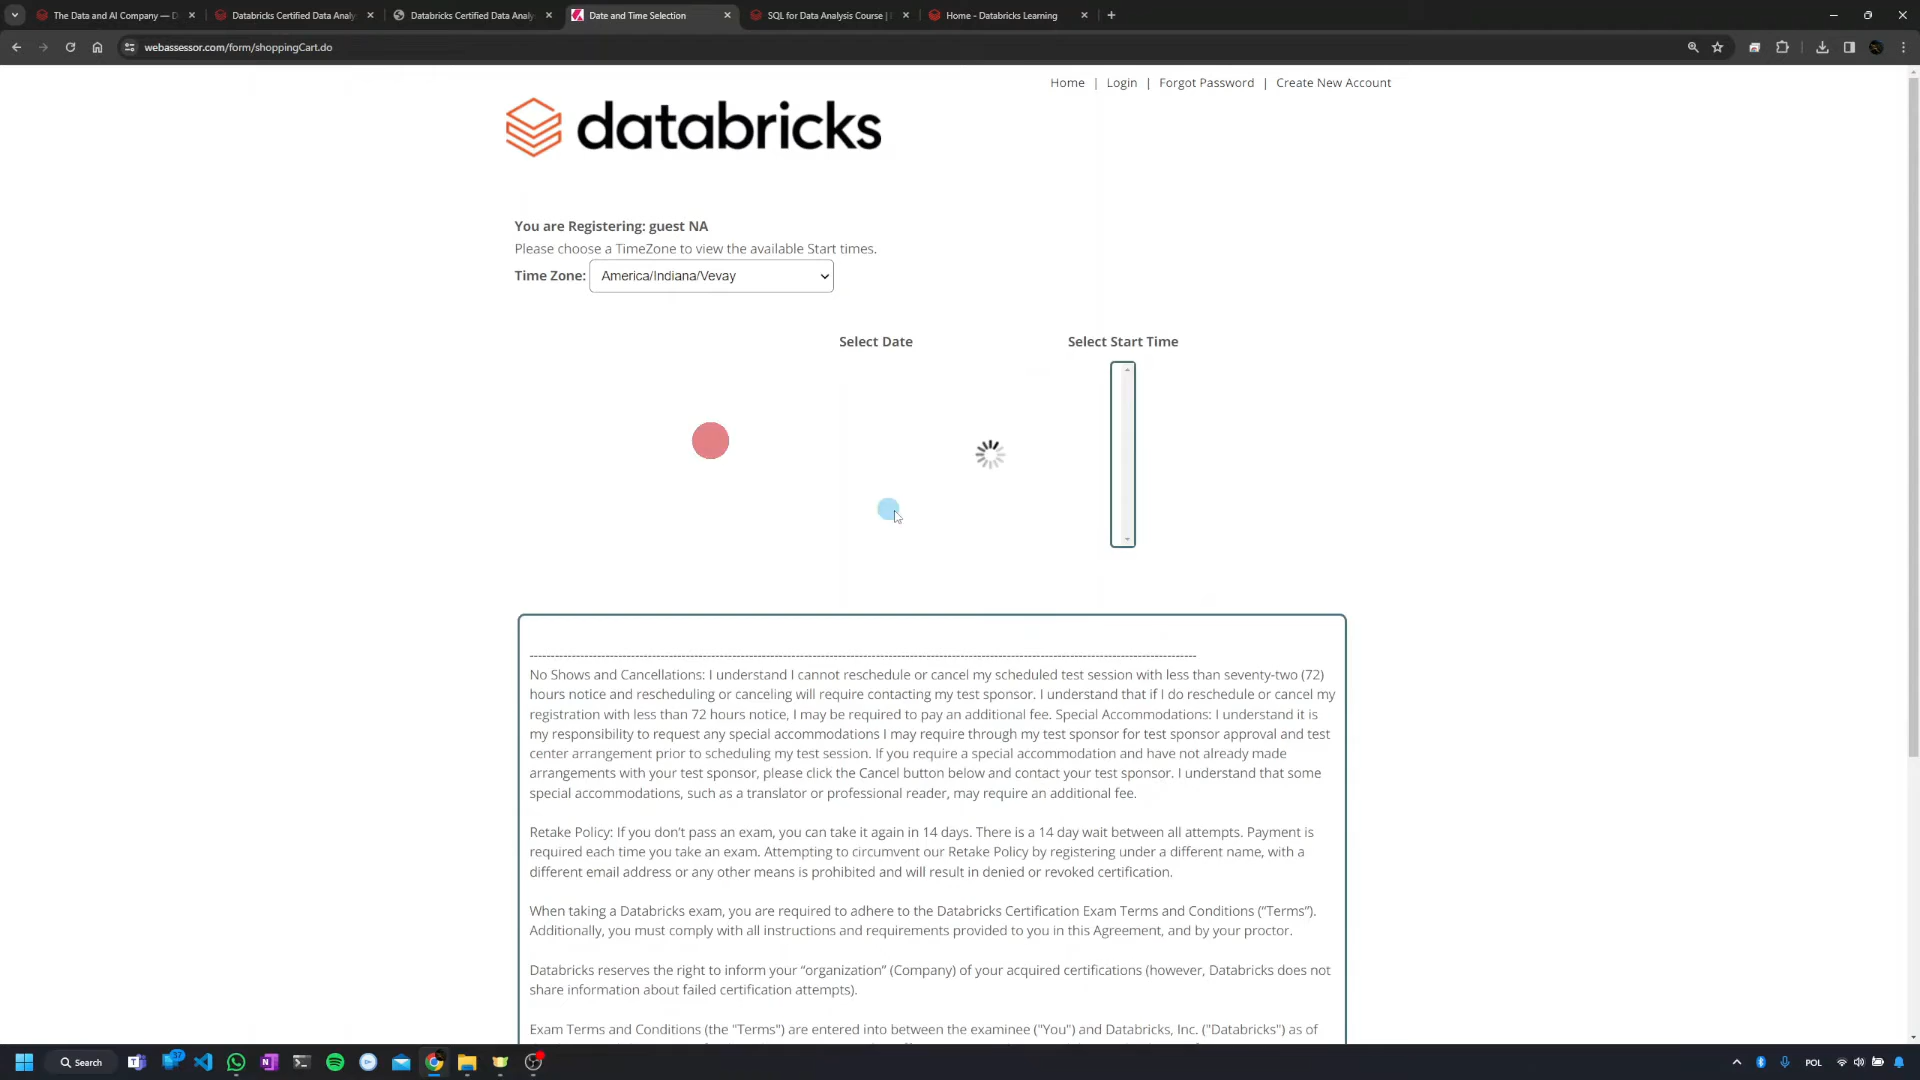 The Data and AI Company — D
Databricks Certified Data Analy
Databricks Certified Data Analy
Date and Time Selection
SQL for Data Analysis Course |
Home - Databricks Learning
webassessor.com/form/shoppingCart.do
Home | Login | Forgot Password | Create New Account
databricks
You are Registering: guest NA
Please choose a TimeZone to view the available Start times.
Time Zone: America/Indiana/Vevay
Select Date
Select Start Time
--------------------------------------------------------------------------------------------------------------------------------------------
No Shows and Cancellations: I understand I cannot reschedule or cancel my scheduled test session with less than seventy-two (72)
hours notice and rescheduling or canceling will require contacting my test sponsor. I understand that if I do reschedule or cancel my
registration with less than 72 hours notice, I may be required to pay an additional fee. Special Accommodations: I understand it is
my responsibility to request any special accommodations I may require through my test sponsor for test sponsor approval and test
center arrangement prior to scheduling my test session. If you require a special accommodation and have not already made
arrangements with your test sponsor, please click the Cancel button below and contact your test sponsor. I understand that some
special accommodations, such as a translator or professional reader, may require an additional fee.
Retake Policy: If you don’t pass an exam, you can take it again in 14 days. There is a 14 day wait between all attempts. Payment is
required each time you take an exam. Attempting to circumvent our Retake Policy by registering under a different name, with a
different email address or any other means is prohibited and will result in denied or revoked certification.
When taking a Databricks exam, you are required to adhere to the Databricks Certification Exam Terms and Conditions (“Terms”).
Additionally, you must comply with all instructions and requirements provided to you in this Agreement, and by your proctor.
Databricks reserves the right to inform your “organization” (Company) of your acquired certifications (however, Databricks does not
share information about failed certification attempts).
Exam Terms and Conditions (the "Terms") are entered into between the examinee ("You") and Databricks, Inc. ("Databricks") as of
Search
37
POL